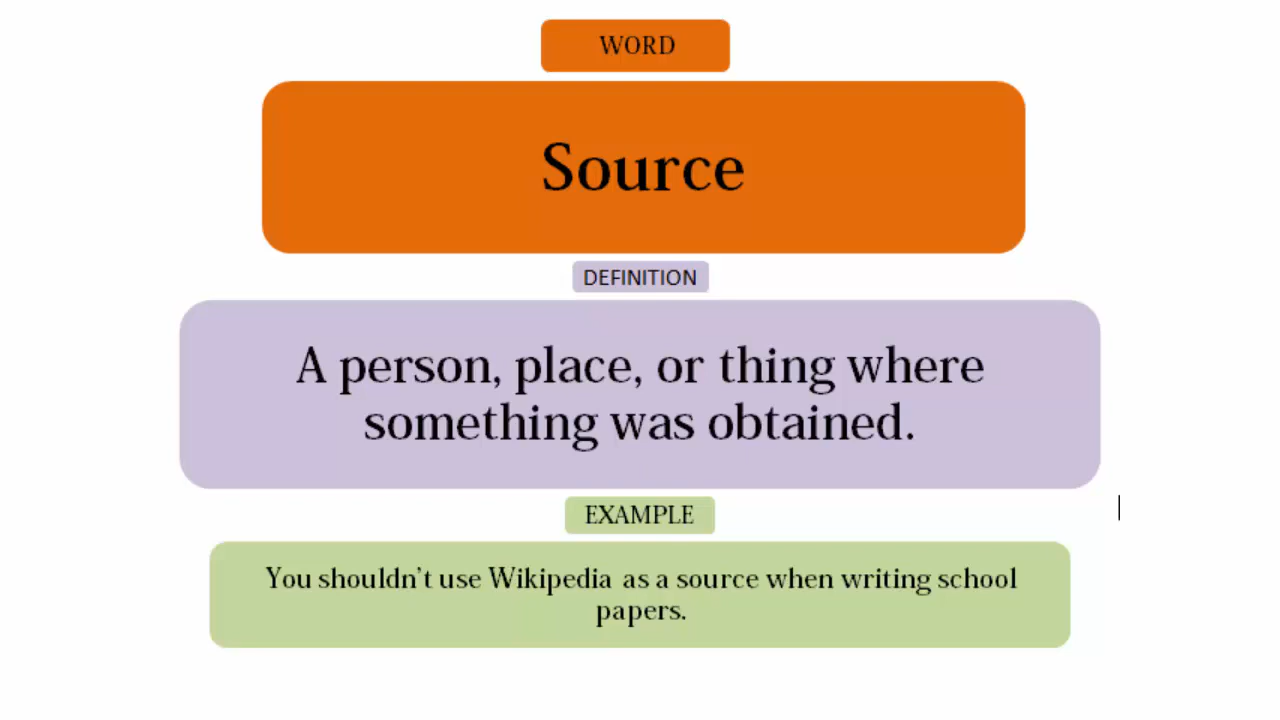 WORD
Source
DEFINITION
A person, place, or thing where
something was obtained.
EXAMPLE
You shouldn’t use Wikipedia as a source when writing school
papers.